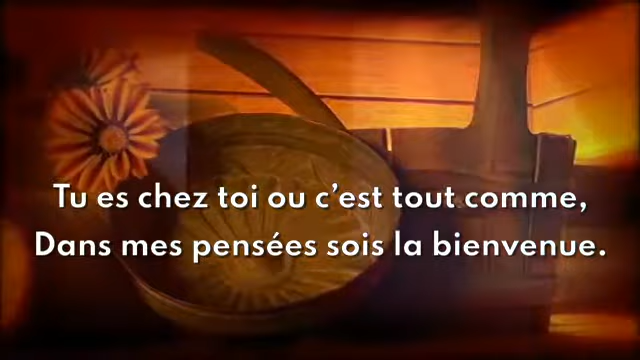 Tu es chez toi ou c’est tout comme,
Dans mes pensées sois la bienvenue.